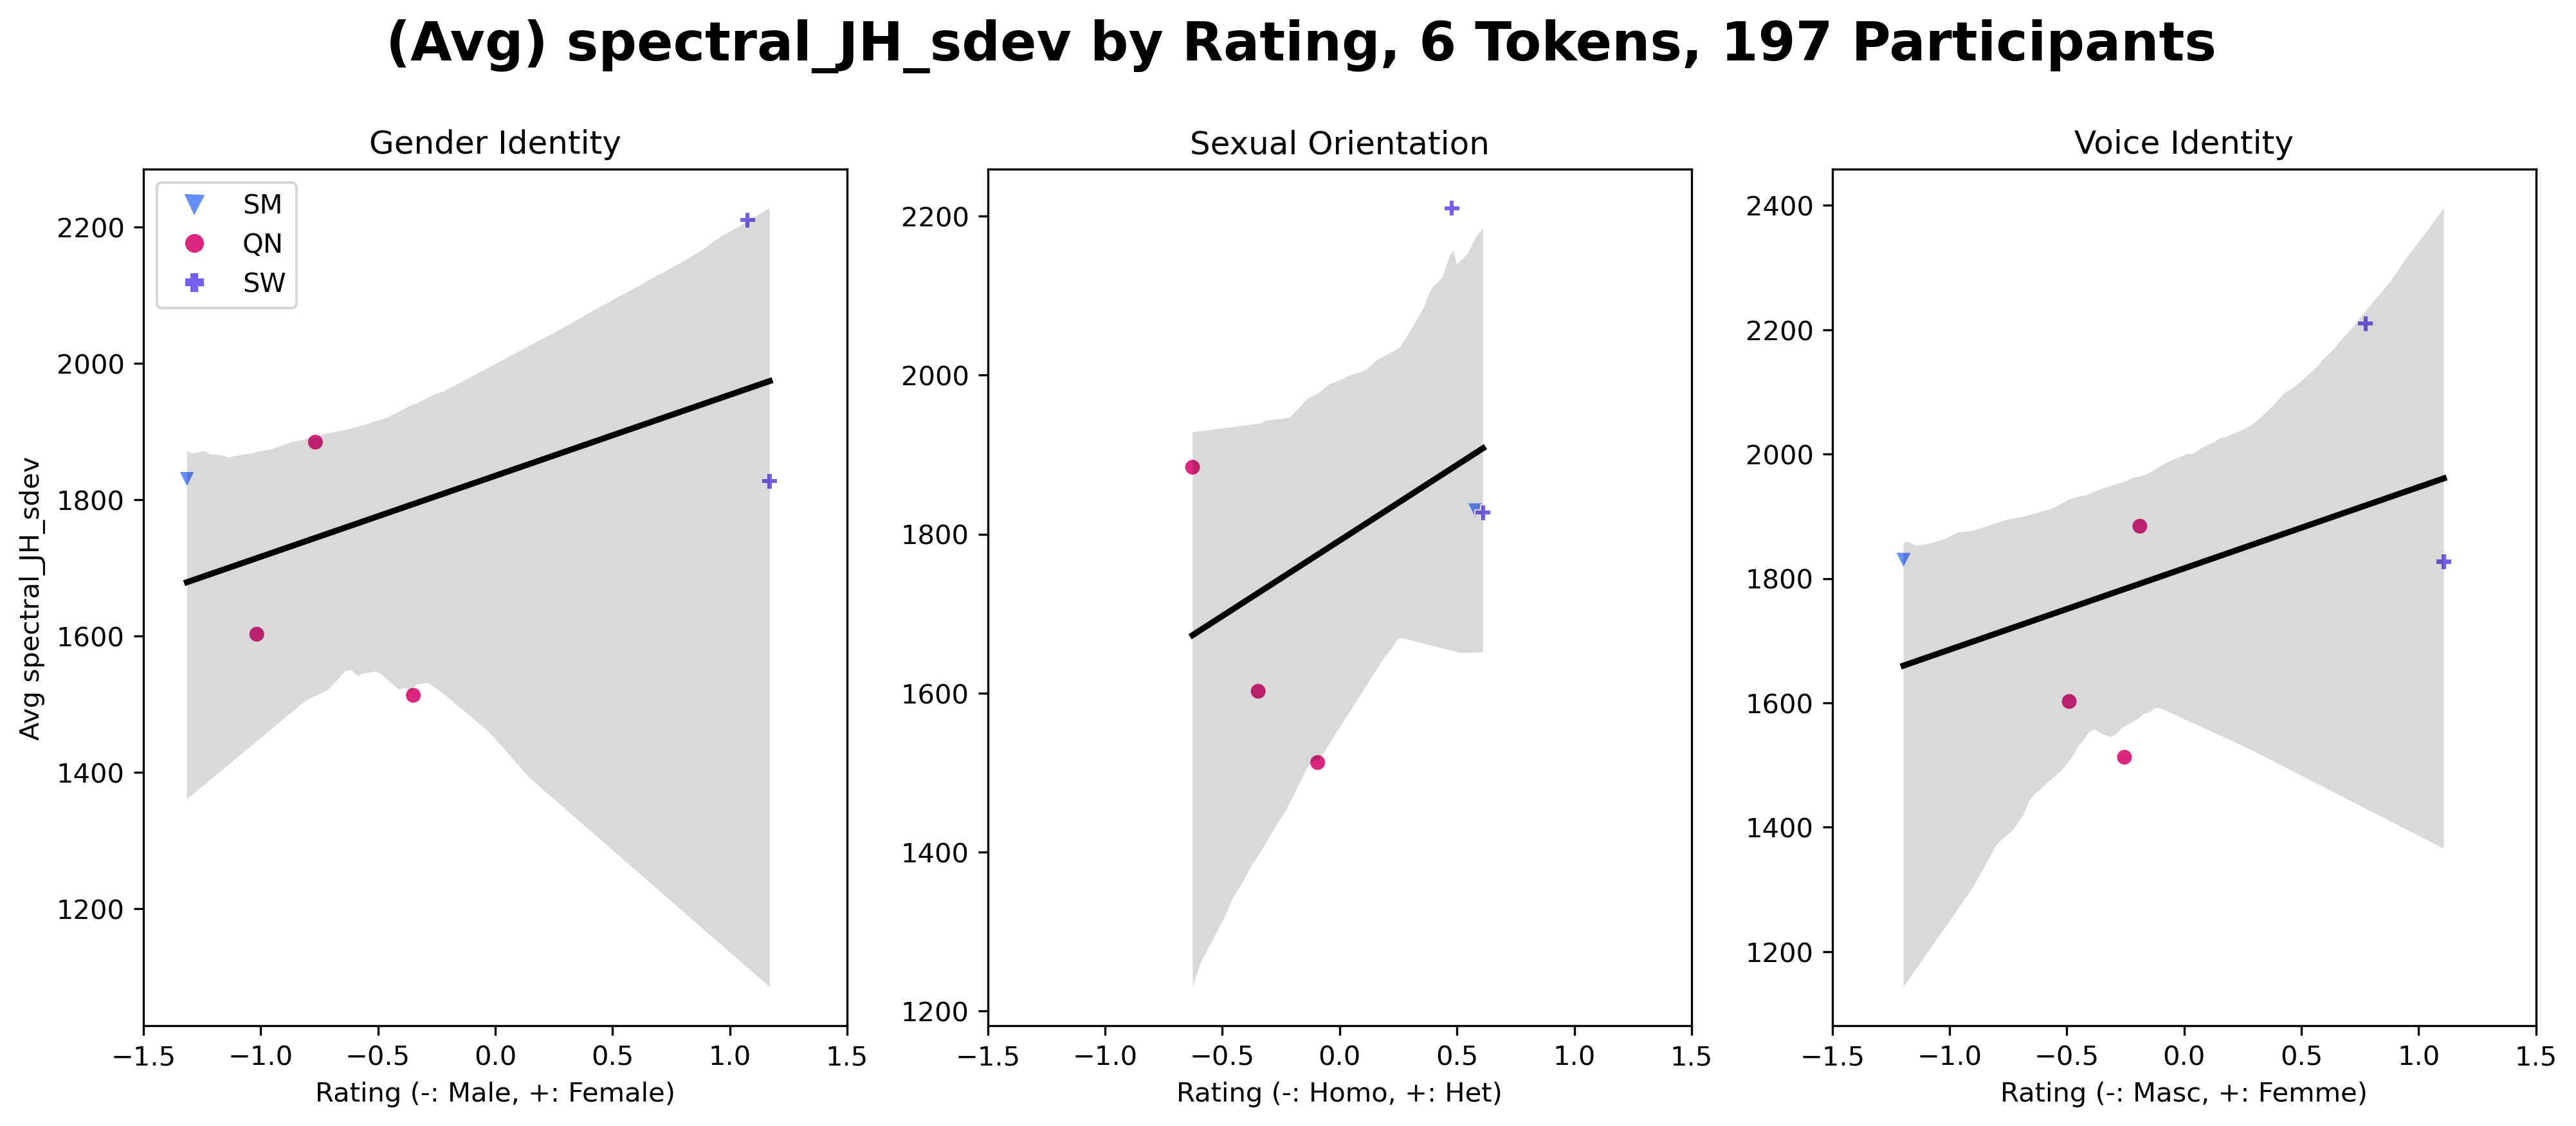 (Avg) spectral_JH_sdev by Rating, 6 Tokens, 197 Participants
Gender Identity
SM
QN
SW
2200
2000
1800
1600
1400
1200
Avg spectral_JH_sdev
−1.5 −1.0 −0.5 0.0 0.5 1.0 1.5
Rating (-: Male, +: Female)
Sexual Orientation
2200
2000
1800
1600
1400
1200
−1.5 −1.0 −0.5 0.0 0.5 1.0 1.5
Rating (-: Homo, +: Het)
Voice Identity
2400
2200
2000
1800
1600
1400
1200
−1.5 −1.0 −0.5 0.0 0.5 1.0 1.5
Rating (-: Masc, +: Femme)